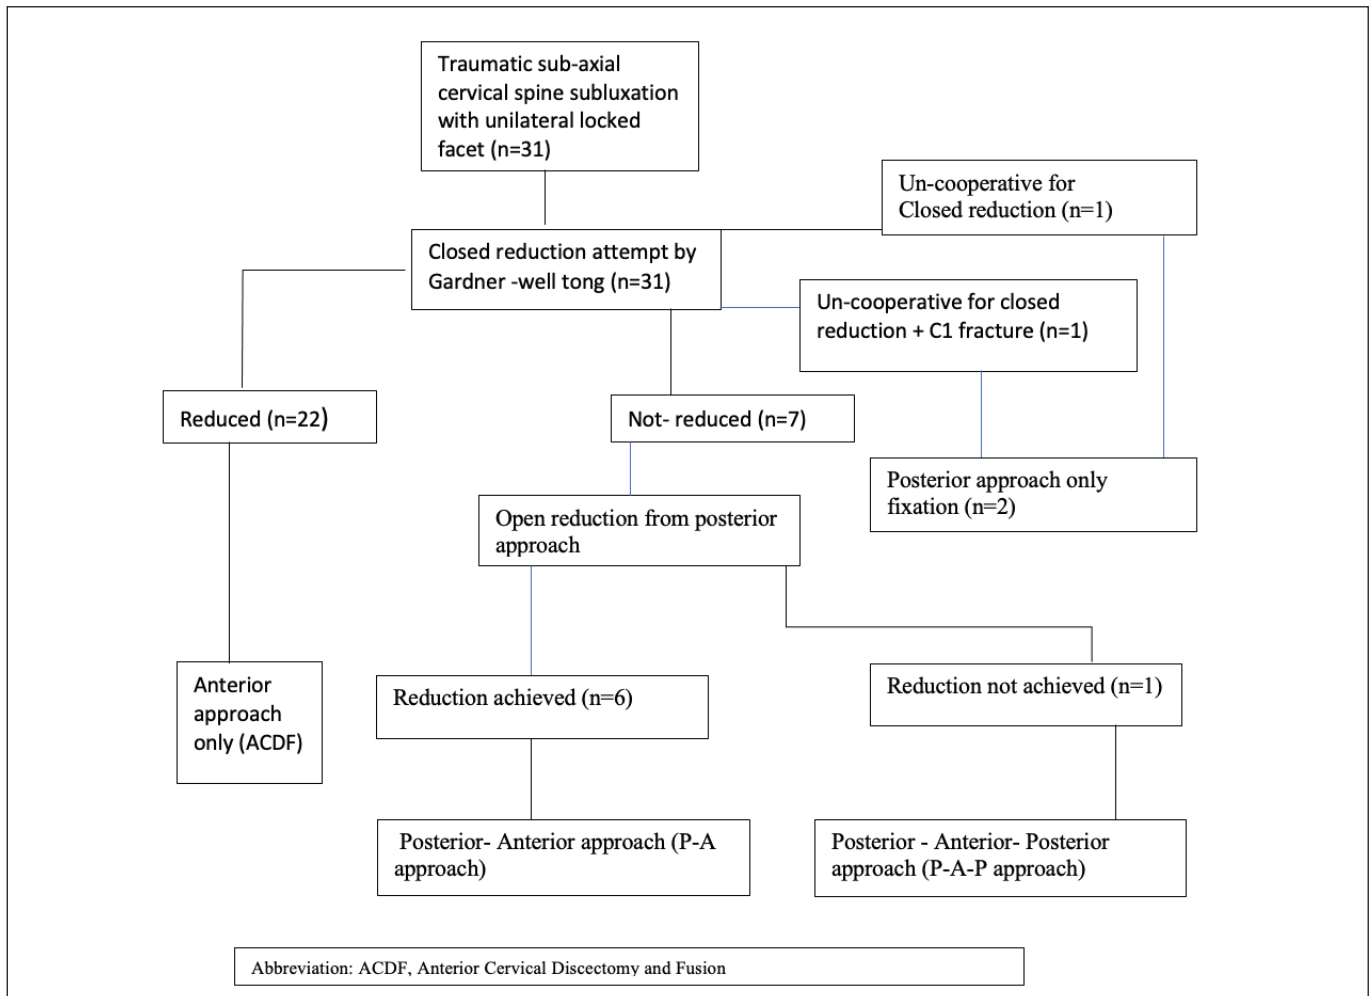 Traumatic sub-axial
cervical spine subluxation
with unilateral locked
facet (n=31)
Un-cooperative for
Closed reduction (n=1)
Closed reduction attempt by
Gardner -well tong (n=31)
Un-cooperative for closed
reduction + C1 fracture (n=1)
Reduced (n=22)
Not- reduced (n=7)
Posterior approach only
fixation (n=2)
Open reduction from posterior
approach
Anterior
approach
only (ACDF)
Reduction achieved (n=6)
Reduction not achieved (n=1)
Posterior- Anterior approach (P-A
approach)
Posterior - Anterior- Posterior
approach (P-A-P approach)
Abbreviation: ACDF, Anterior Cervical Discectomy and Fusion